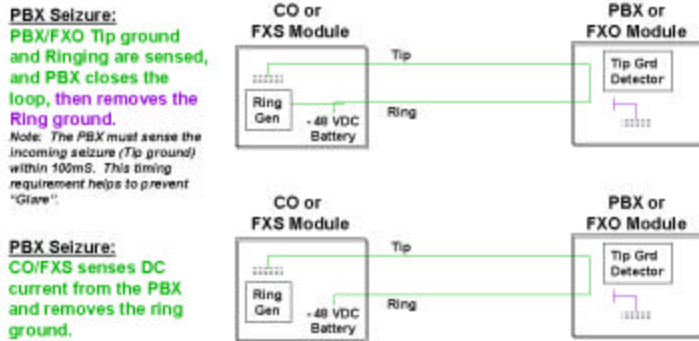 PBX Seizure:
PBX/FXO Tip ground
and Ringing are sensed,
and PBX closes the
loop, then removes the
Ring ground.
Note: The PBX must sense the
incoming seizure (Tip ground)
within 100mS. This timing
requirement helps to prevent
"Glare".
CO or
FXS Module
PBX or
FXO Module
Tip
Tip Grd
Detector
Ring
Gen
- 48 VDC
Battery
Ring
PBX Seizure:
CO/FXS senses DC
current from the PBX
and removes the ring
ground.
CO or
FXS Module
PBX or
FXO Module
Tip
Tip Grd
Detector
Ring
Gen
- 48 VDC
Battery
Ring